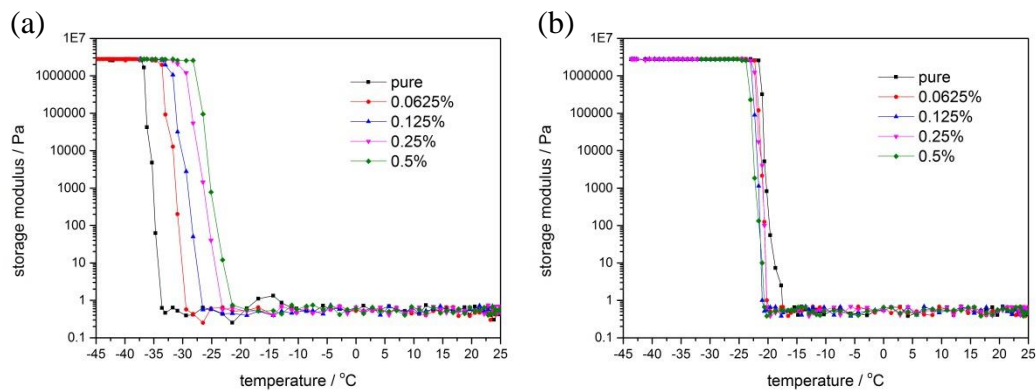 (a)
1E7
1000000
100000
10000
1000
100
10
1
0.1
storage modulus / Pa
-45 -40 -35 -30 -25 -20 -15 -10 -5 0 5 10 15 20 25
temperature / °C
pure
0.0625%
0.125%
0.25%
0.5%
(b)
1E7
1000000
100000
10000
1000
100
10
1
0.1
storage modulus / Pa
-45 -40 -35 -30 -25 -20 -15 -10 -5 0 5 10 15 20 25
temperature / °C
pure
0.0625%
0.125%
0.25%
0.5%